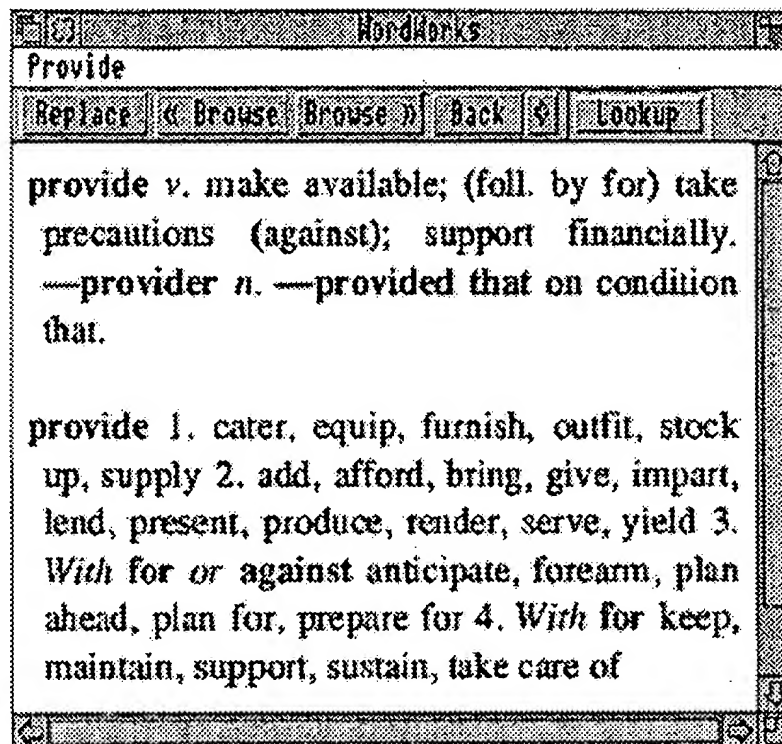 WordWorks
Provide
Replace « Browse Browse » Back Lookup
provide v. make available; (foll. by for) take
precautions (against); support financially.
—provider n. —provided that on condition
that.
provide 1. cater, equip, furnish, outfit, stock
up, supply 2. add, afford, bring, give, impart,
lend, present, produce, render, serve, yield 3.
With for or against anticipate, forearm, plan
ahead, plan for, prepare for 4. With for keep,
maintain, support, sustain, take care of